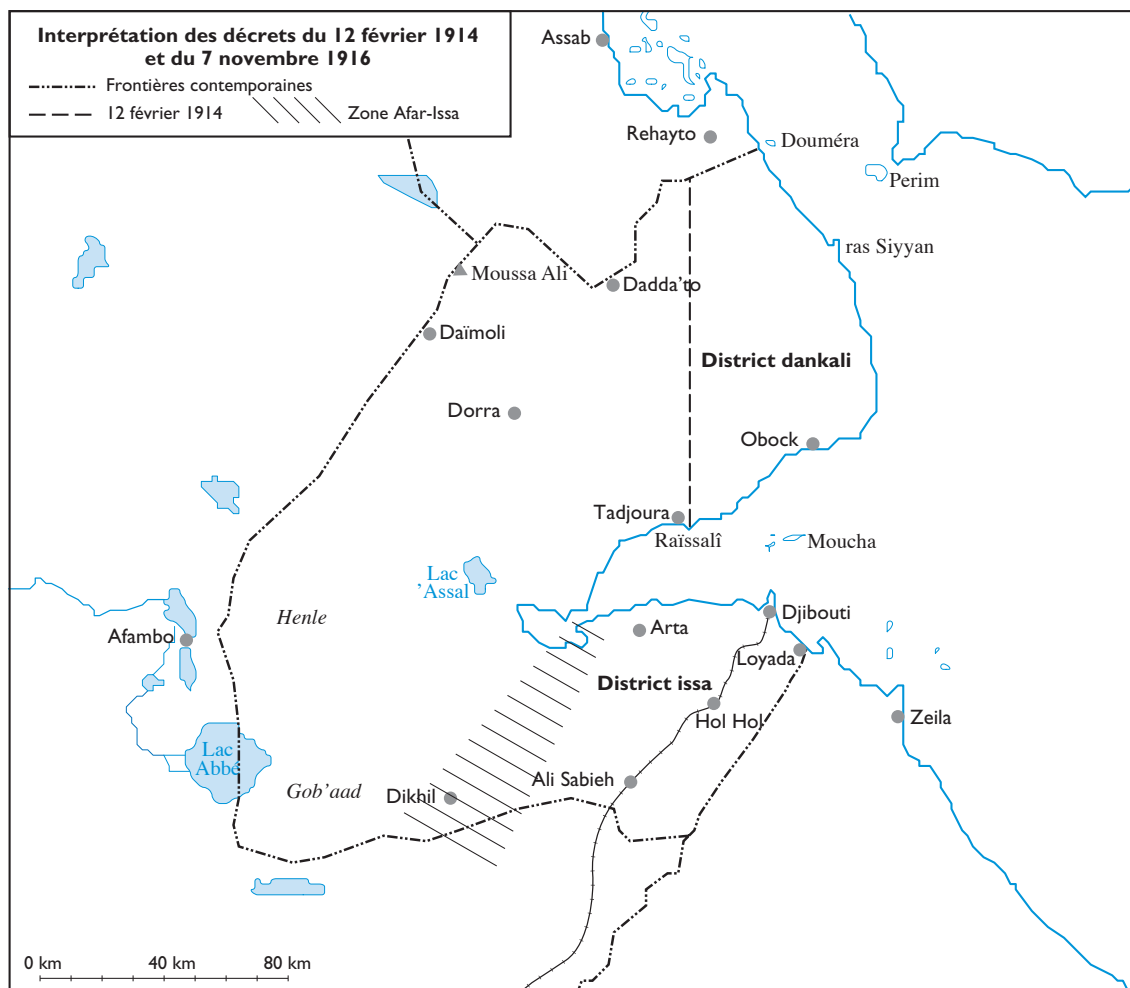 Interprétation des décrets du 12 février 1914
et du 7 novembre 1916
Frontières contemporaines
12 février 1914
Zone Afar-Issa
Assab
Rehayto
Douméra
Perim
ras Siyyan
Moussa Ali
Dadda'to
Daïmoli
District dankali
Dorra
Obock
Tadjoura
Raïssalî
Moucha
Lac
'Assal
Henle
Afambo
Arta
Djibouti
Loyada
District issa
Hol Hol
Zeila
Lac
Abbé
Gob'aad
Dikhil
Ali Sabieh
0 km
40 km
80 km